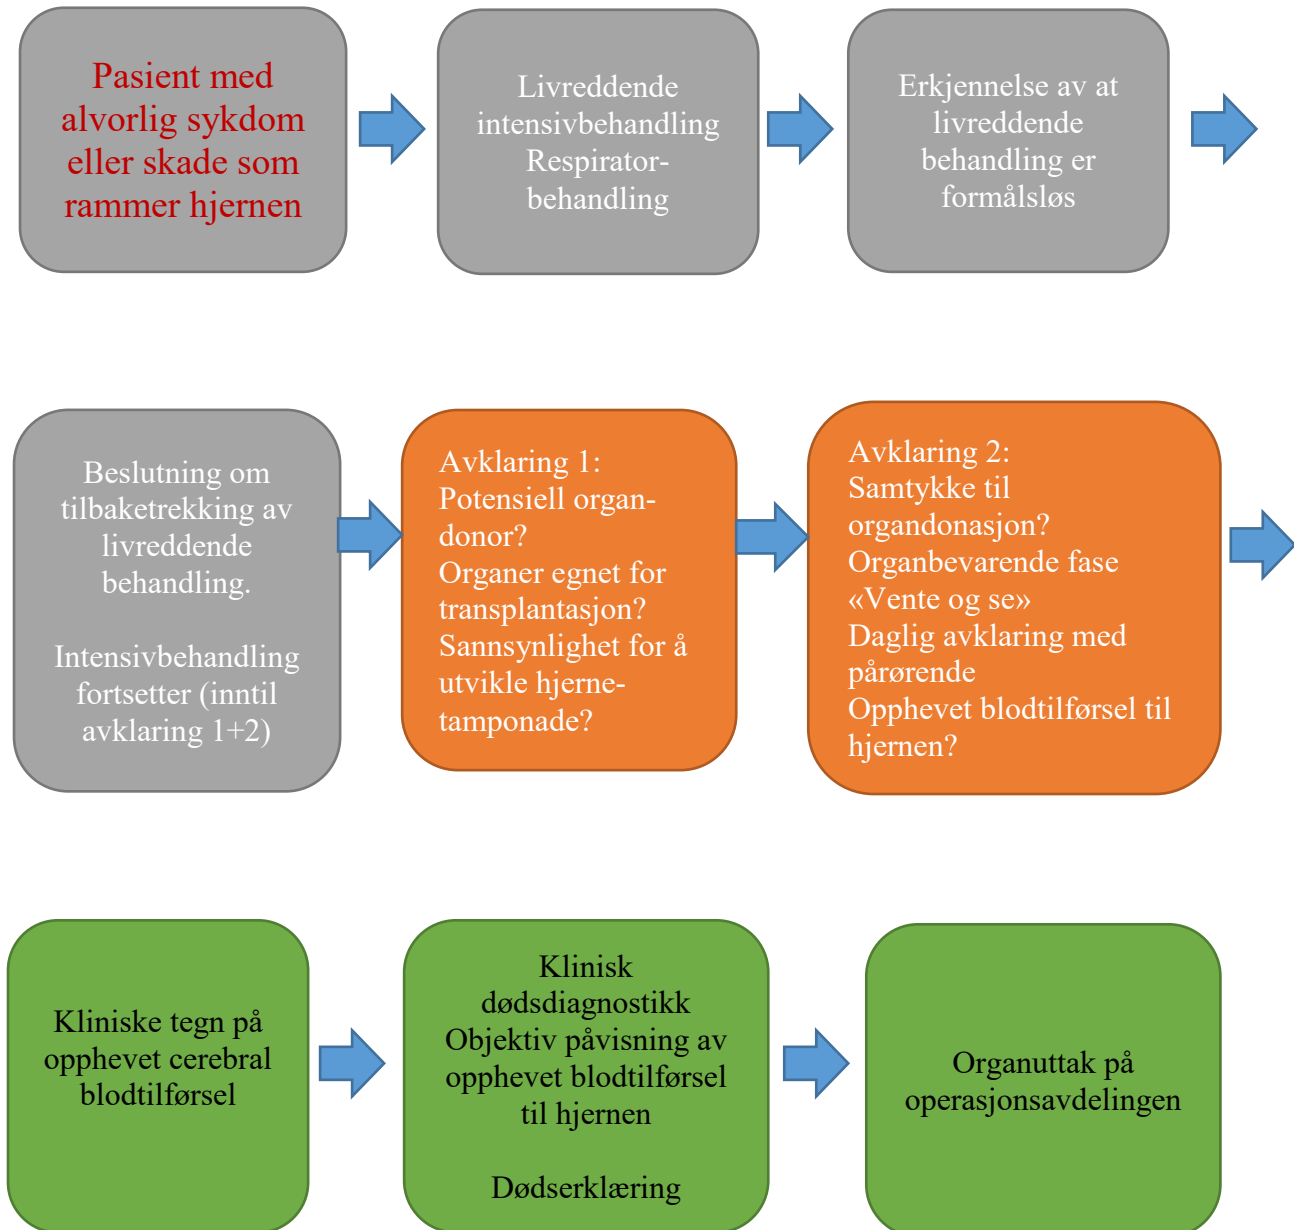 Pasient med
alvorlig sykdom
eller skade som
rammer hjernen
Livreddende
intensivbehandling
Respirator-
behandling
Erkjennelse av at
livreddende
behandling er
formålsløs
Beslutning om
tilbaketrekking av
livreddende
behandling.
Intensivbehandling
fortsetter (inntil
avklaring 1+2)
Avklaring 1:
Potensiell organ-
donor?
Organer egnet for
transplantasjon?
Sannsynlighet for å
utvikle hjerne-
tamponade?
Avklaring 2:
Samtykke til
organdonasjon?
Organbevarende fase
«Vente og se»
Daglig avklaring med
pårørende
Opphevet blodtilførsel til
hjernen?
Kliniske tegn på
opphevet cerebral
blodtilførsel
Klinisk
dødsdiagnostikk
Objektiv påvisning av
opphevet blodtilførsel
til hjernen
Dødserklæring
Organuttak på
operasjonsavdelingen